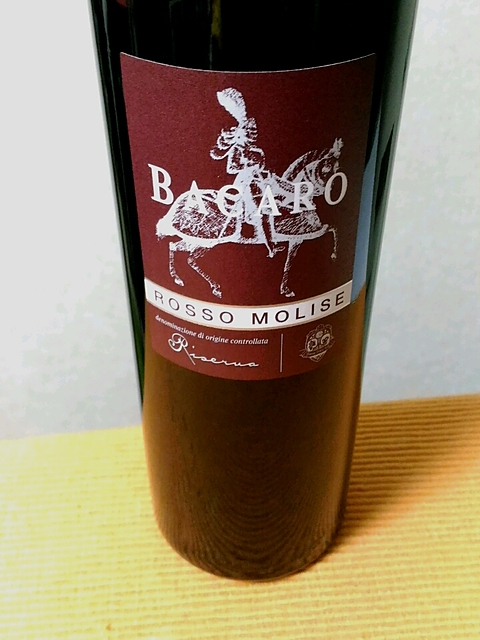 BACARO
ROSSO MOLISE
denominazione di origine controllata
Riserva